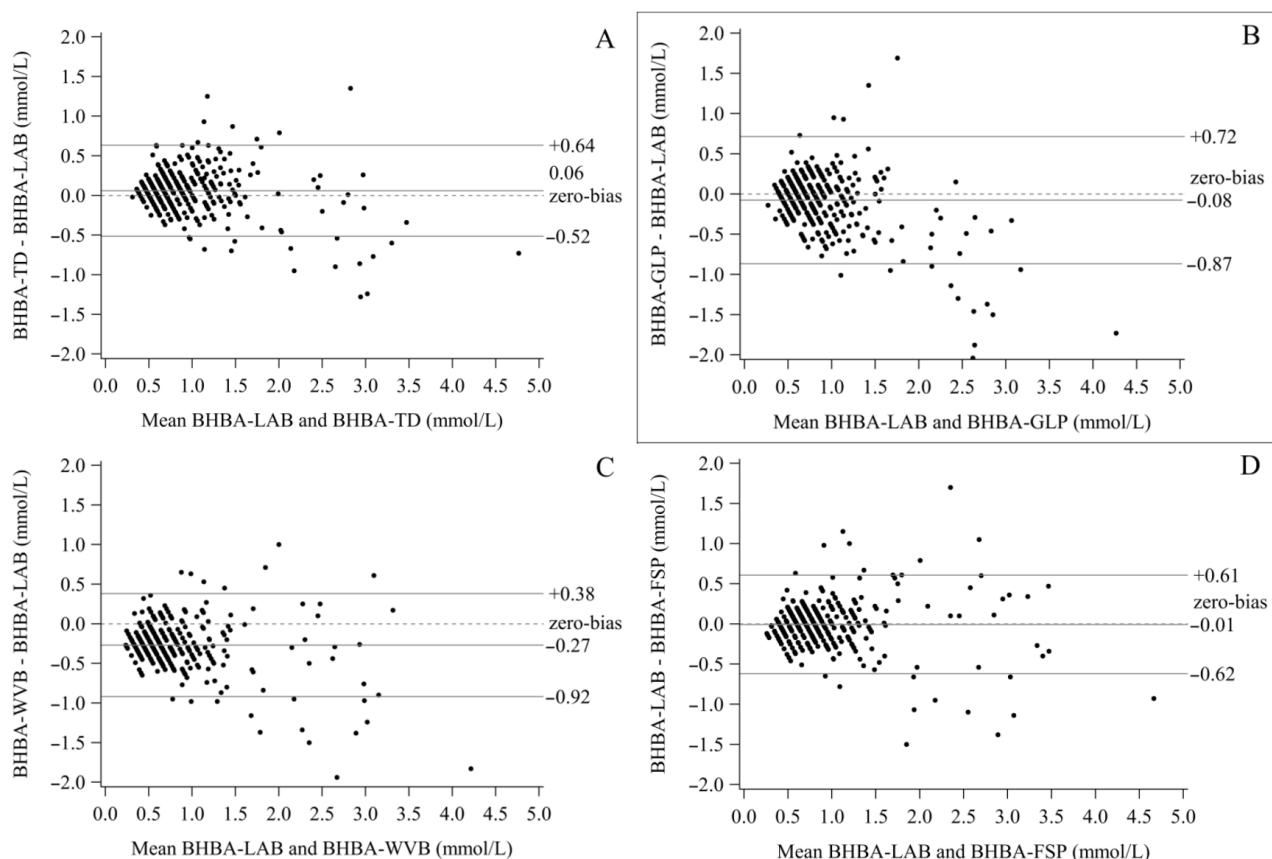 A
BHBA-TD - BHBA-LAB (mmol/L)
2.0
1.5
1.0
0.5
0.0
−0.5
−1.0
−1.5
−2.0
+0.64
0.06
zero-bias
−0.52
0.0 0.5 1.0 1.5 2.0 2.5 3.0 3.5 4.0 4.5 5.0
Mean BHBA-LAB and BHBA-TD (mmol/L)
B
BHBA-GLP - BHBA-LAB (mmol/L)
2.0
1.5
1.0
0.5
0.0
−0.5
−1.0
−1.5
−2.0
+0.72
zero-bias
−0.08
−0.87
0.0 0.5 1.0 1.5 2.0 2.5 3.0 3.5 4.0 4.5 5.0
Mean BHBA-LAB and BHBA-GLP (mmol/L)
C
BHBA-WVB - BHBA-LAB (mmol/L)
2.0
1.5
1.0
0.5
0.0
−0.5
−1.0
−1.5
−2.0
+0.38
zero-bias
−0.27
−0.92
0.0 0.5 1.0 1.5 2.0 2.5 3.0 3.5 4.0 4.5 5.0
Mean BHBA-LAB and BHBA-WVB (mmol/L)
D
BHBA-LAB - BHBA-FSP (mmol/L)
2.0
1.5
1.0
0.5
0.0
−0.5
−1.0
−1.5
−2.0
+0.61
zero-bias
−0.01
−0.62
0.0 0.5 1.0 1.5 2.0 2.5 3.0 3.5 4.0 4.5 5.0
Mean BHBA-LAB and BHBA-FSP (mmol/L)